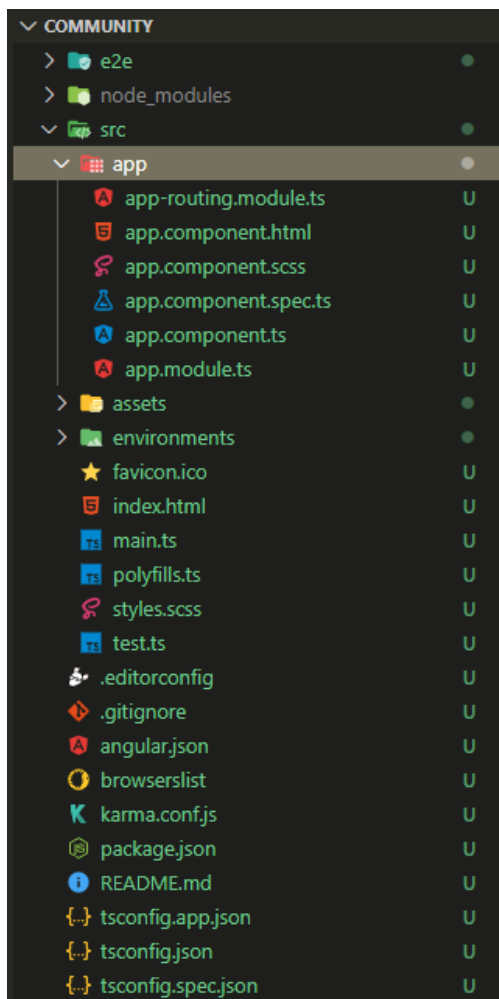 COMMUNITY
e2e
node_modules
src
app
app-routing.module.ts U
app.component.html U
app.component.scss U
app.component.spec.ts U
app.component.ts U
app.module.ts U
assets
environments
favicon.ico U
index.html U
main.ts U
polyfills.ts U
styles.scss U
test.ts U
.editorconfig U
.gitignore U
angular.json U
browserslist U
karma.conf.js U
package.json U
README.md U
tsconfig.app.json U
tsconfig.json U
tsconfig.spec.json U